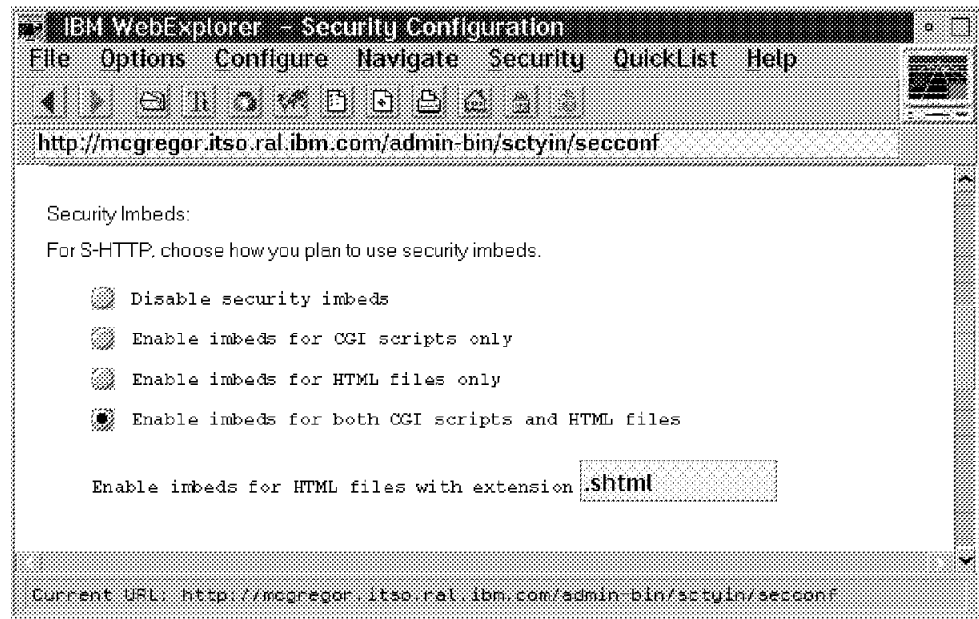 IBM WebExplorer - Security Configuration
File Options Configure Navigate Security QuickList Help
http://mcgregor.itso.ral.ibm.com/admin-bin/sctyin/secconf
Security Imbeds:
For S-HTTP, choose how you plan to use security imbeds.
Disable security imbeds
Enable imbeds for CGI scripts only
Enable imbeds for HTML files only
Enable imbeds for both CGI scripts and HTML files
Enable imbeds for HTML files with extension .shtml
Current URL: http://mcgregor.itso.ral.ibm.com/admin-bin/sctyin/secconf